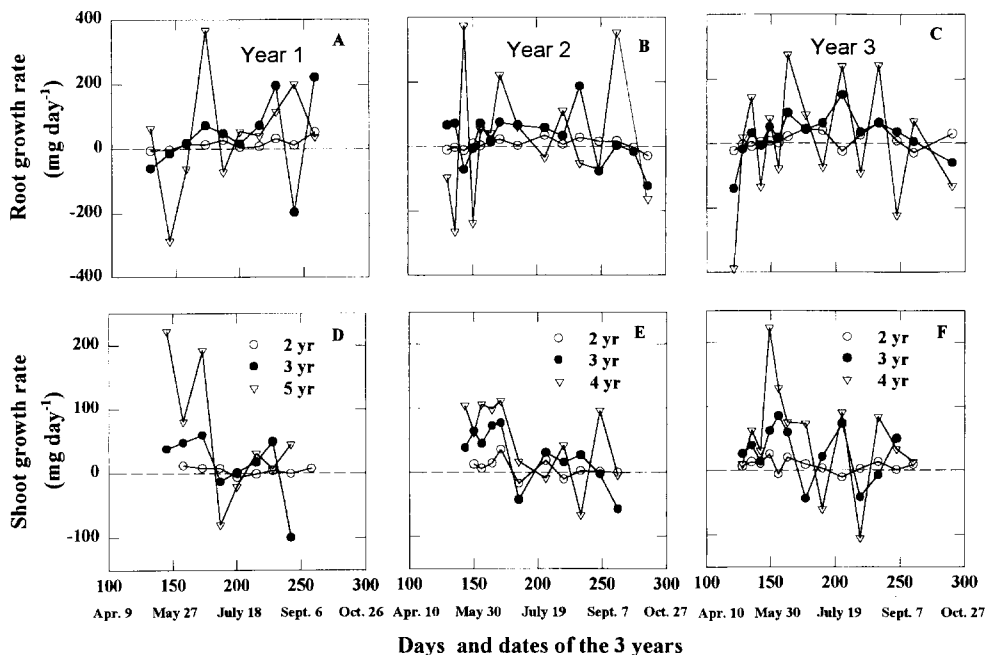 400
200
0
-200
-400
Root growth rate
(mg day-1)
Year 1
A
Year 2
B
Year 3
C
200
100
0
-100
Shoot growth rate
(mg day-1)
D
2 yr
3 yr
5 yr
E
2 yr
3 yr
4 yr
F
2 yr
3 yr
4 yr
100 150 200 250 300 100 150 200 250 300 100 150 200 250 300
Apr. 9 May 27 July 18 Sept. 6 Oct. 26 Apr. 10 May 30 July 19 Sept. 7 Oct. 27 Apr. 10 May 30 July 19 Sept. 7 Oct. 27
Days and dates of the 3 years